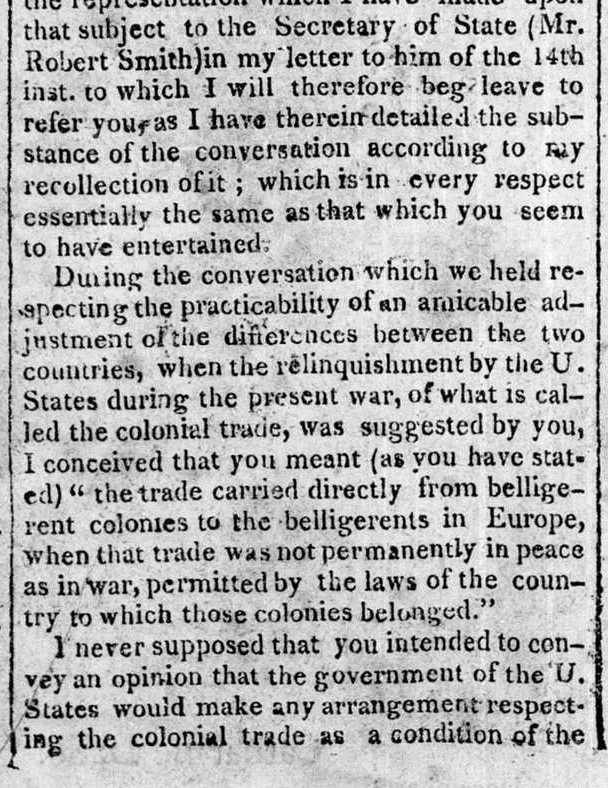 the representation which I have made upon
that subject to the Secretary of State (Mr.
Robert Smith)in my letter to him of the 14th
inst. to which I will therefore beg leave to
refer you, as I have therein detailed the sub-
stance of the conversation according to my
recollection of it ; which is in every respect
essentially the same as that which you seem
to have entertained.
During the conversation which we held re-
specting the practicability of an amicable ad-
justment of the differences between the two
countries, when the relinquishment by the U.
States during the present war, of what is cal-
led the colonial trade, was suggested by you,
I conceived that you meant (as you have stat-
ed) “ the trade carried directly from bellige-
rent colonies to the belligerents in Europe,
when that trade was not permanently in peace
as in war, permitted by the laws of the coun-
try to which those colonies belonged.”
I never supposed that you intended to con-
vey an opinion that the government of the U.
States would make any arrangement respect-
ing the colonial trade as a condition of the